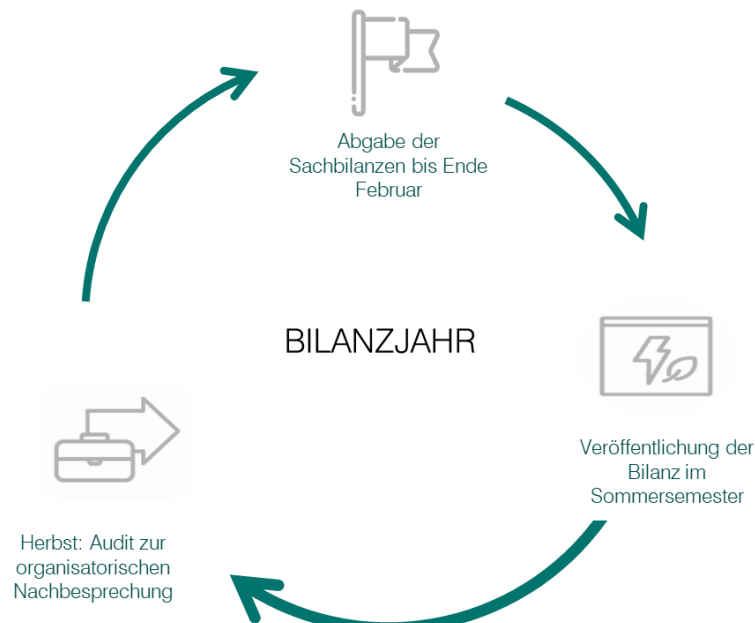 Abgabe der
Sachbilanzen bis Ende
Februar
BILANZJAHR
Veröffentlichung der
Bilanz im
Sommersemester
Herbst: Audit zur
organisatorischen
Nachbesprechung